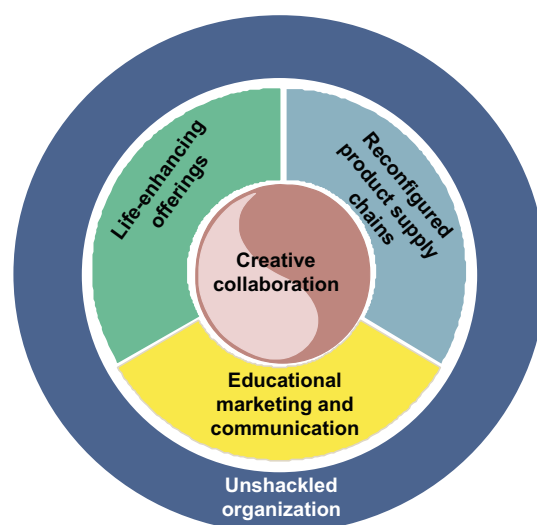 Life-enhancing
offerings
Reconfigured
product supply
chains
Creative
collaboration
Educational
marketing and
communication
Unshackled
organization